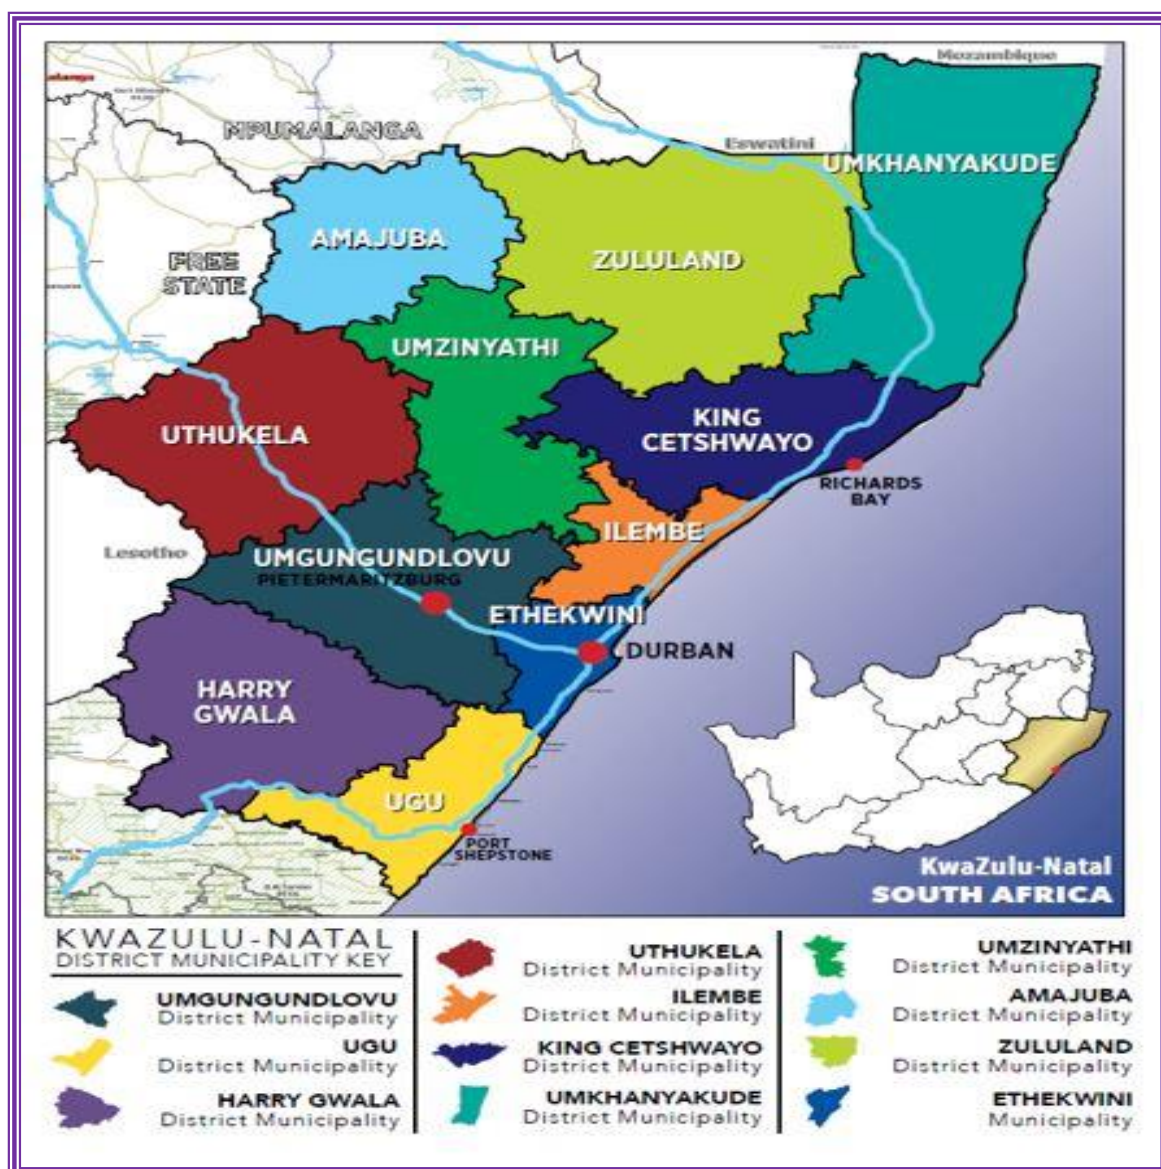 Mozambique
alanga
MPUMALANGA
Eswatini
UMKHANYAKUDE
AMAJUBA
ZULULAND
FREE
STATE
UMZINYATHI
KING
CETSHWAYO
UTHUKELA
RICHARDS
BAY
ILEMBE
Lesotho
UMGUNGUNDLOVU
PIETERMARITZBURG
ETHEKWINI
DURBAN
HARRY
GWALA
UGU
PORT
SHEPSTONE
KwaZulu-Natal
SOUTH AFRICA
KWAZULU-NATAL
DISTRICT MUNICIPALITY KEY
UMGUNGUNDLOVU
District Municipality
UGU
District Municipality
HARRY GWALA
District Municipality
UTHUKELA
District Municipality
ILEMBE
District Municipality
KING CETSHWAYO
District Municipality
UMKHANYAKUDE
District Municipality
UMZINYATHI
District Municipality
AMAJUBA
District Municipality
ZULULAND
District Municipality
ETHEKWINI
Municipality